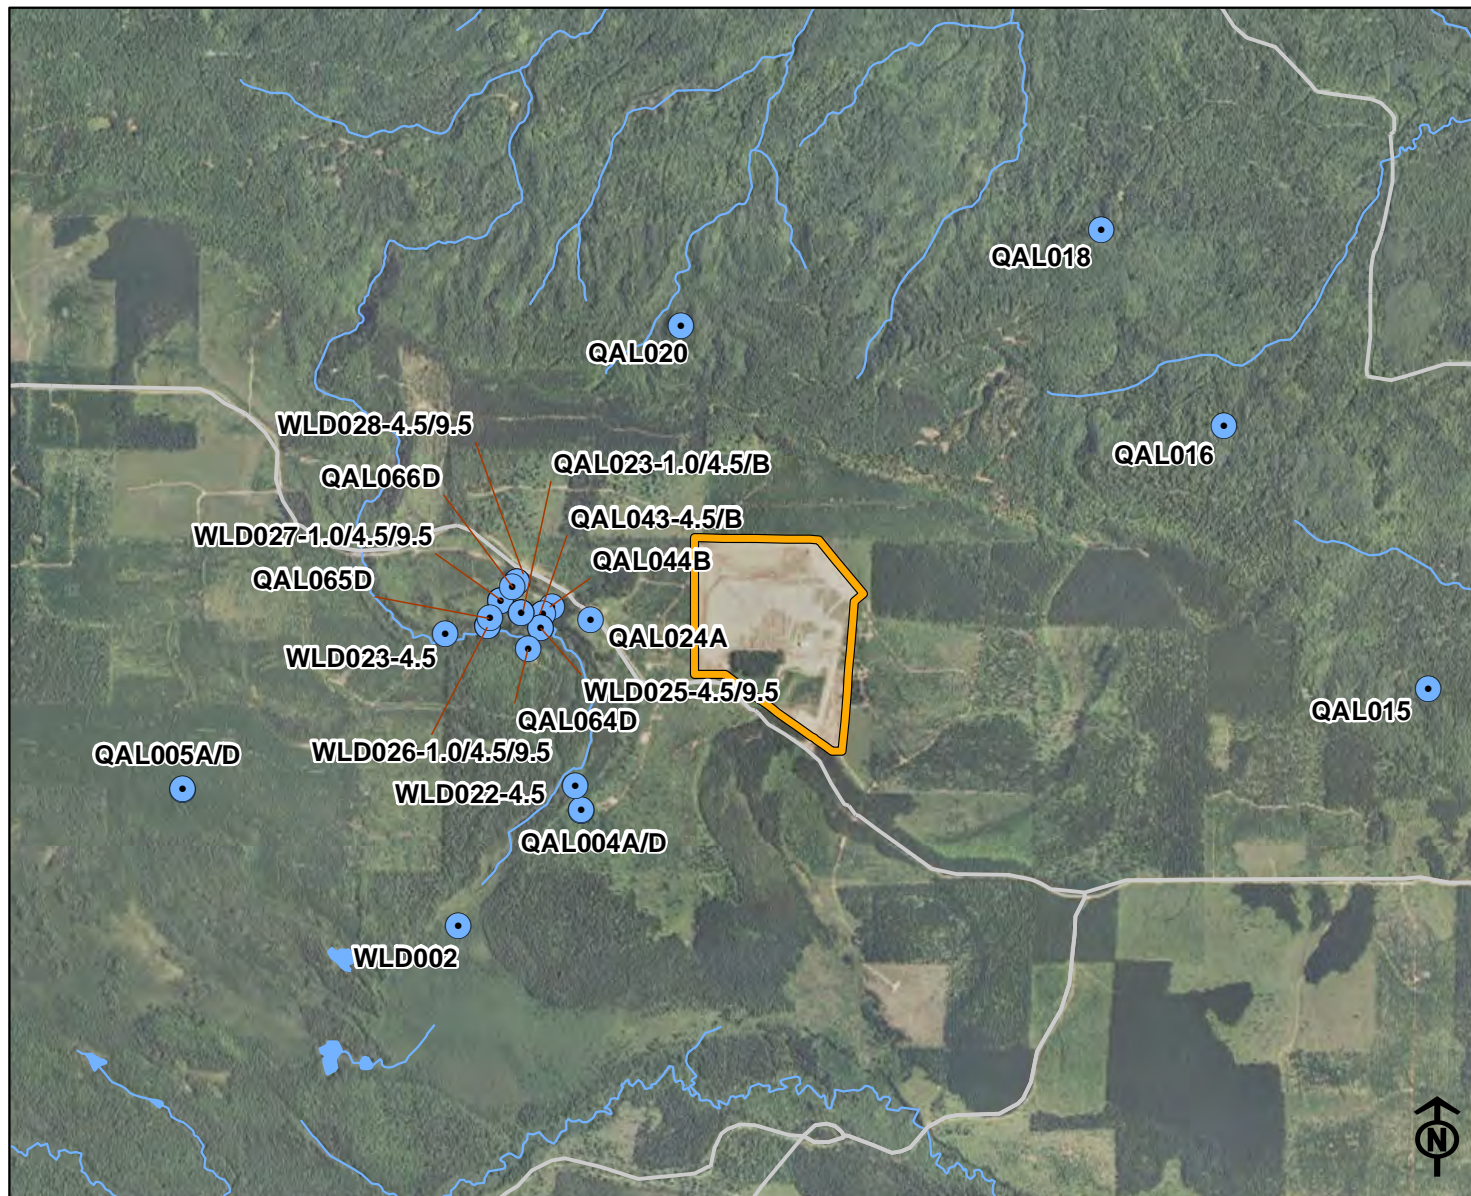 QAL018
QAL020
WLD028-4.5/9.5
QAL016
QAL023-1.0/4.5/B
QAL066D
QAL043-4.5/B
WLD027-1.0/4.5/9.5
QAL044B
QAL065D
QAL024A
WLD023-4.5
WLD025-4.5/9.5
QAL015
QAL064D
WLD026-1.0/4.5/9.5
QAL005A/D
WLD022-4.5
QAL004A/D
WLD002
N